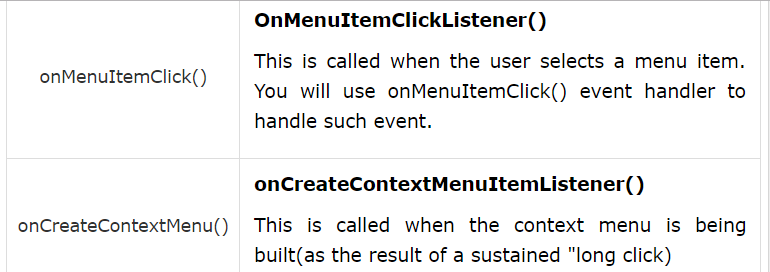 onMenuItemClick()
OnMenuItemClickListener()
This is called when the user selects a menu item.
You will use onMenuItemClick() event handler to
handle such event.
onCreateContextMenu()
onCreateContextMenuItemListener()
This is called when the context menu is being
built(as the result of a sustained "long click)